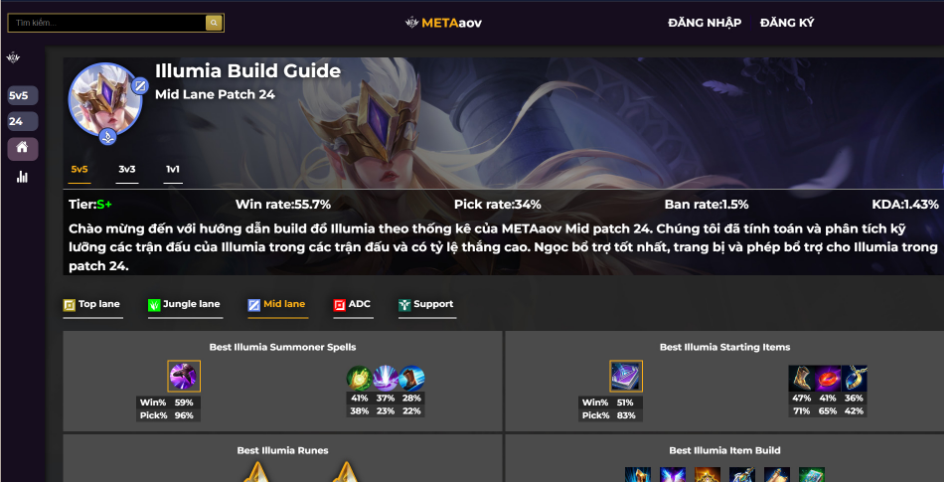 Tìm kiếm...
METAaov
ĐĂNG NHẬP ĐĂNG KÝ
5v5
24
Illumia Build Guide
Mid Lane Patch 24
5v5 3v3 1v1
Tier:S+ Win rate:55.7% Pick rate:34% Ban rate:1.5% KDA:1.43%
Chào mừng đến với hướng dẫn build đồ Illumia theo thống kê của METAaov Mid patch 24. Chúng tôi đã tính toán và phân tích kỹ
lưỡng các trận đấu của Illumia trong các trận đấu và có tỷ lệ thắng cao. Ngọc bổ trợ tốt nhất, trang bị và phép bổ trợ cho Illumia trong
patch 24.
Top lane Jungle lane Mid lane ADC Support
Best Illumia Summoner Spells
Win% 59%
Pick% 96%
41% 37% 28%
38% 23% 22%
Best Illumia Starting Items
Win% 51%
Pick% 83%
47% 41% 36%
71% 65% 42%
Best Illumia Runes
Best Illumia Item Build